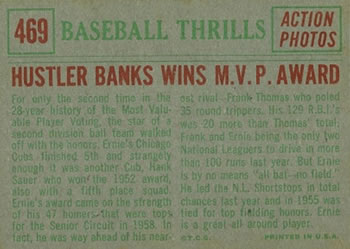 469 BASEBALL THRILLS ACTION
PHOTOS
HUSTLER BANKS WINS M.V.P. AWARD
For only the second time in the
28-year history of the Most Valu-
able Player Voting, the star of
a second division ball team walked
off with the honors. Ernie's Chicago
Cubs finished 5th and strangely
enough it was another Cub, Hank
Sauer who won the 1952 award
also with a fifth place squad.
Ernie's award came on the strength
of his 47 homers that were tops
for the Senior Circuit in 1958. In
fact, he was way ahead of his near-
est rival - Frank Thomas who poled
35 round trippers. His 129 R.B.I.'s
was 20 more than Thomas' total.
Frank and Ernie being the only two
National Leaguers to drive in more
than 100 runs last year. But Ernie
is by no means "all bat-no field."
He led the N.L. Shortstops in total
chances last year and in 1955 was
tied for top fielding honors. Ernie
is a great all around player.
©T.C.G. PRINTED IN U.S.A.